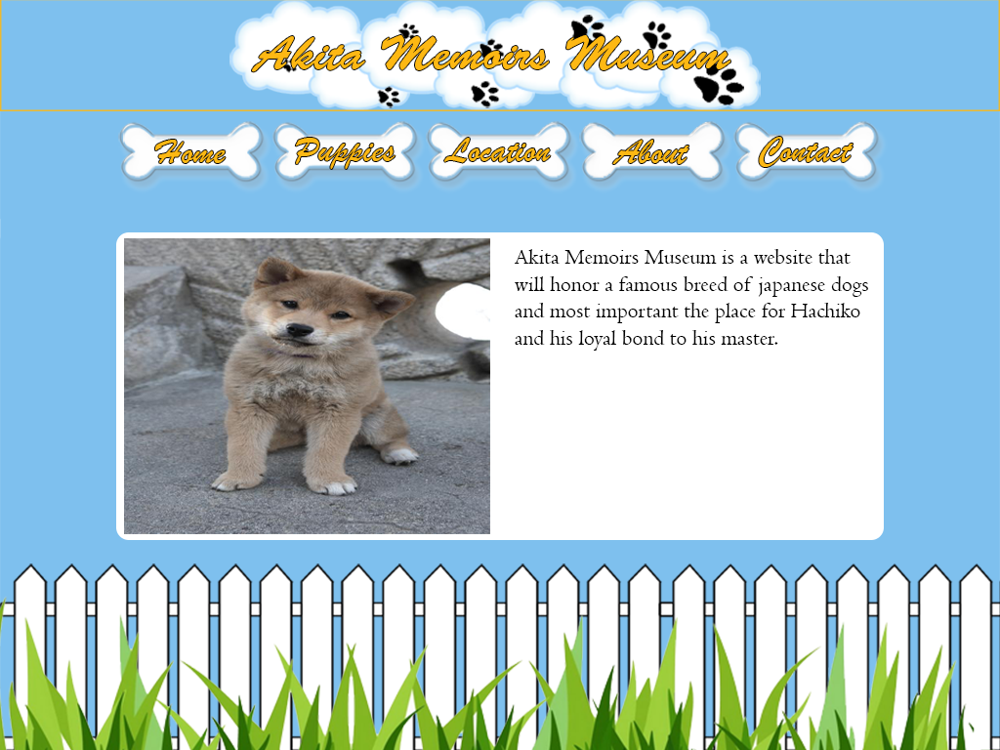 Akita Memoirs Museum
Home Puppies Location About Contact
Akita Memoirs Museum is a website that
will honor a famous breed of japanese dogs
and most important the place for Hachiko
and his loyal bond to his master.